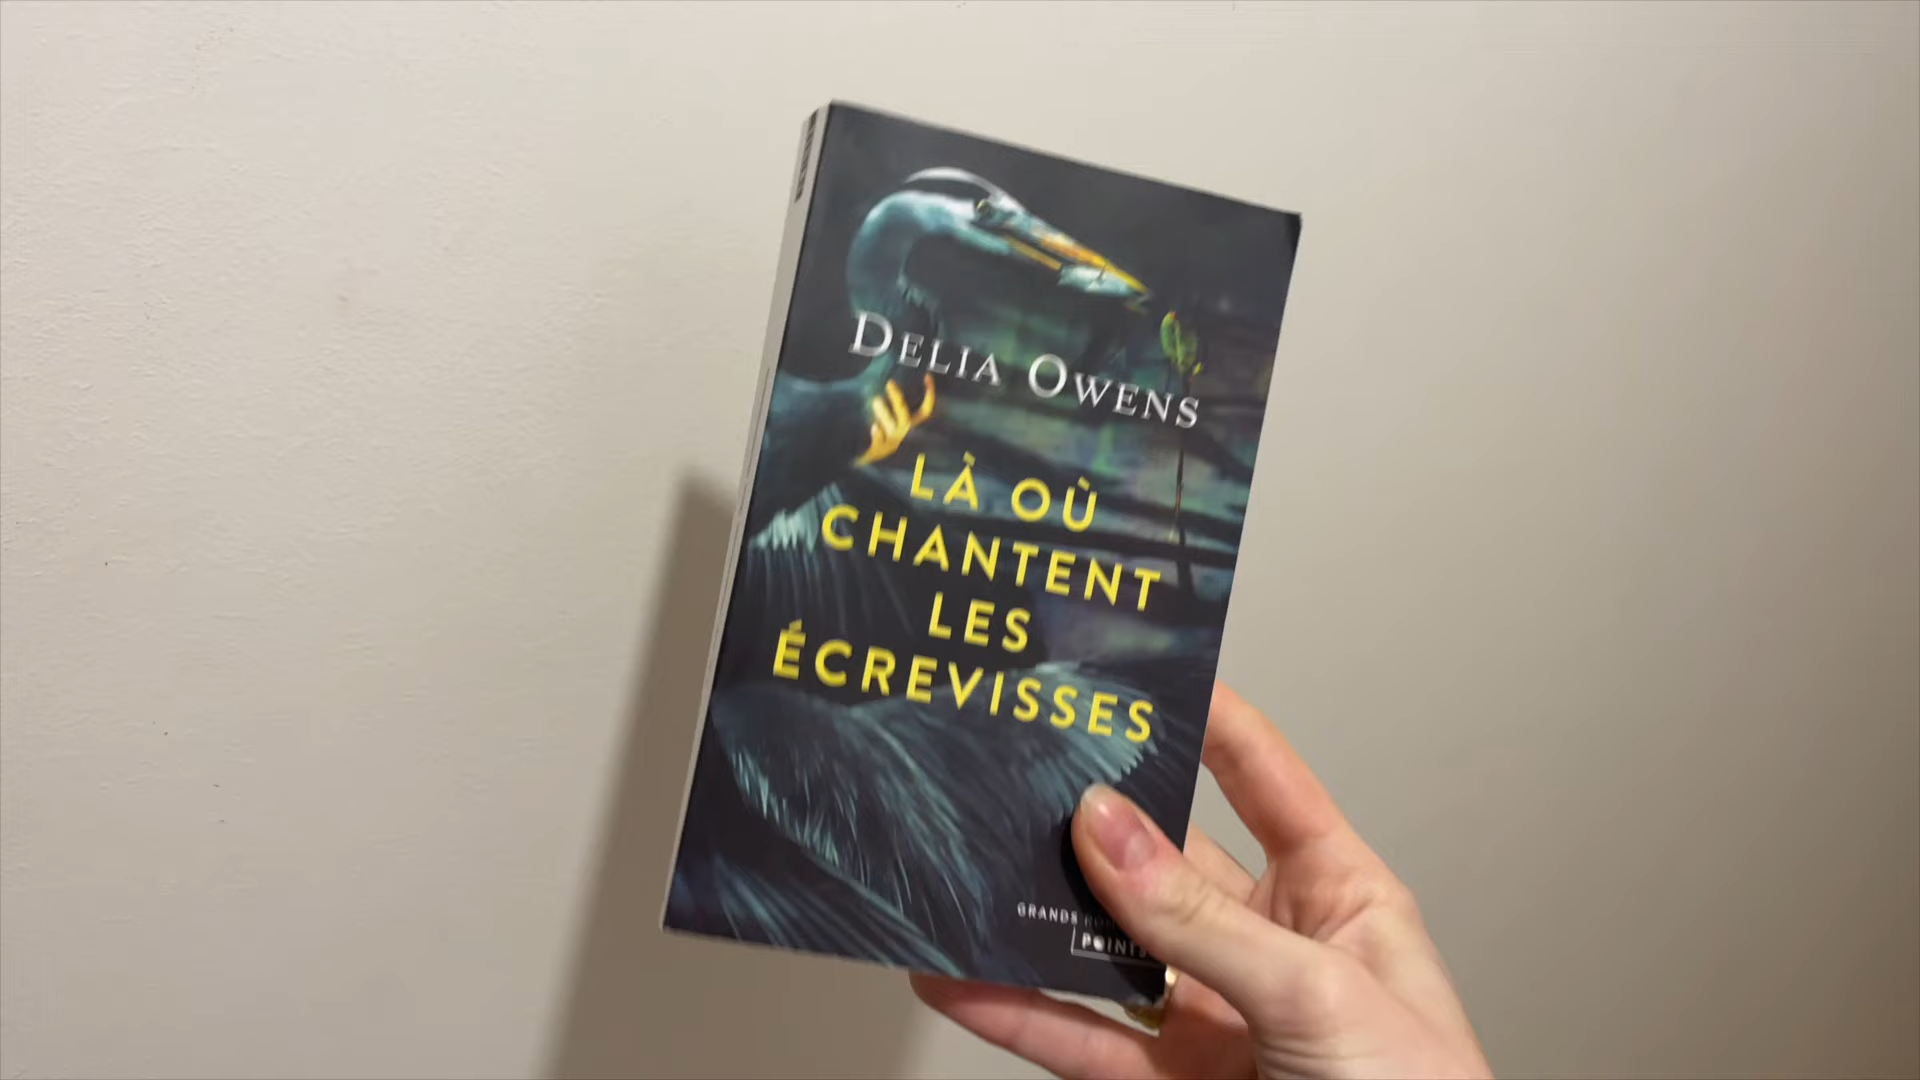 DELIA OWENS
LÀ OÙ
CHANTENT
LES
ÉCREVISSES
GRANDS
POINTS